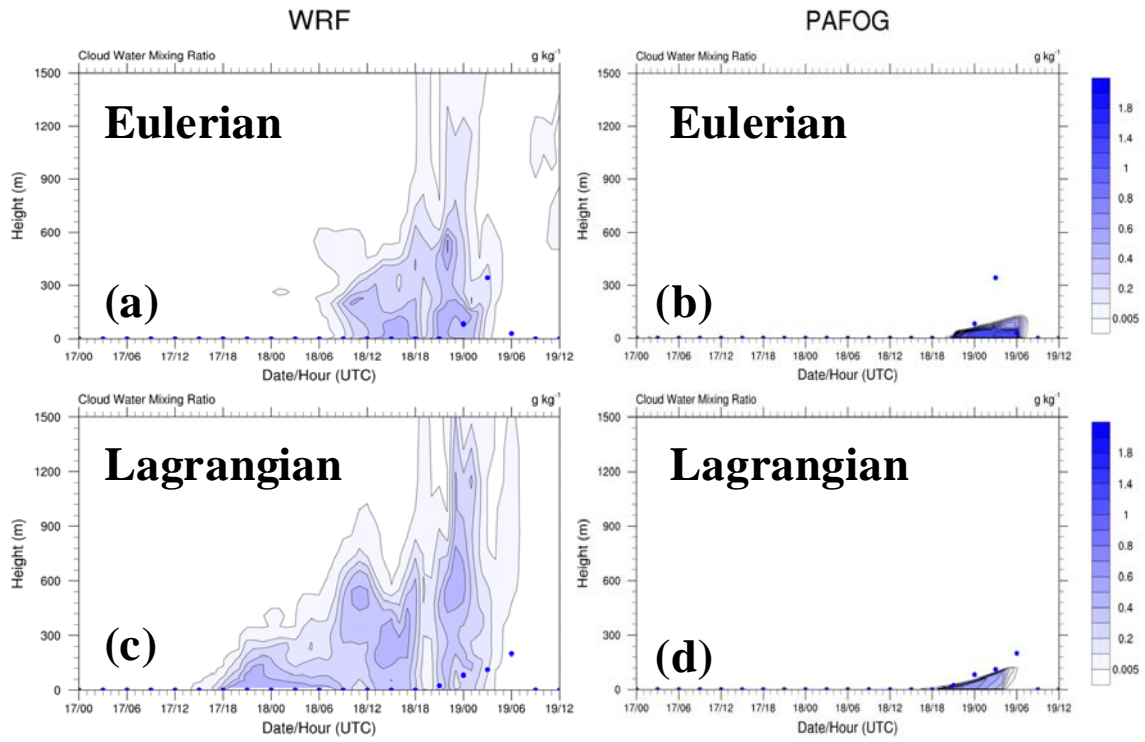 WRF
PAFOG
Cloud Water Mixing Ratio g kg⁻¹
1500
1200
900
600
300
0
Height (m)
Eulerian
(a)
17/00 17/06 17/12 17/18 18/00 18/06 18/12 18/18 19/00 19/06 19/12
Date/Hour (UTC)
Cloud Water Mixing Ratio g kg⁻¹
1500
1200
900
600
300
0
Height (m)
Eulerian
(b)
17/00 17/06 17/12 17/18 18/00 18/06 18/12 18/18 19/00 19/06 19/12
Date/Hour (UTC)
1.8
1.4
1
0.8
0.6
0.4
0.2
0.005
Cloud Water Mixing Ratio g kg⁻¹
1500
1200
900
600
300
0
Height (m)
Lagrangian
(c)
17/00 17/06 17/12 17/18 18/00 18/06 18/12 18/18 19/00 19/06 19/12
Date/Hour (UTC)
Cloud Water Mixing Ratio g kg⁻¹
1500
1200
900
600
300
0
Height (m)
Lagrangian
(d)
17/00 17/06 17/12 17/18 18/00 18/06 18/12 18/18 19/00 19/06 19/12
Date/Hour (UTC)
1.8
1.4
1
0.8
0.6
0.4
0.2
0.005